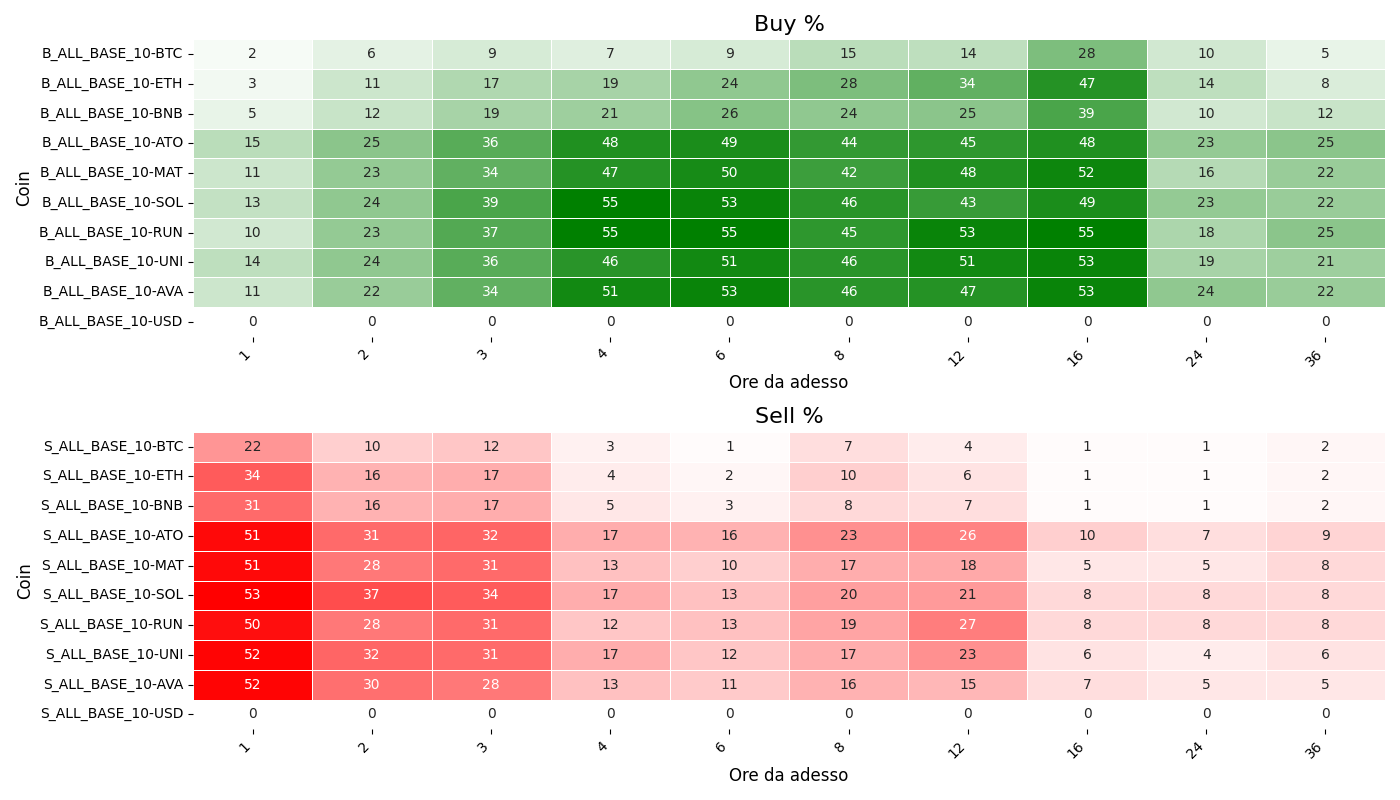 Buy %
Coin
B_ALL_BASE_10-BTC 2 6 9 7 9 15 14 28 10 5
B_ALL_BASE_10-ETH 3 11 17 19 24 28 34 47 14 8
B_ALL_BASE_10-BNB 5 12 19 21 26 24 25 39 10 12
B_ALL_BASE_10-ATO 15 25 36 48 49 44 45 48 23 25
B_ALL_BASE_10-MAT 11 23 34 47 50 42 48 52 16 22
B_ALL_BASE_10-SOL 13 24 39 55 53 46 43 49 23 22
B_ALL_BASE_10-RUN 10 23 37 55 55 45 53 55 18 25
B_ALL_BASE_10-UNI 14 24 36 46 51 46 51 53 19 21
B_ALL_BASE_10-AVA 11 22 34 51 53 46 47 53 24 22
B_ALL_BASE_10-USD 0 0 0 0 0 0 0 0 0 0
1 2 3 4 6 8 12 16 24 36
Ore da adesso
Sell %
Coin
S_ALL_BASE_10-BTC 22 10 12 3 1 7 4 1 1 2
S_ALL_BASE_10-ETH 34 16 17 4 2 10 6 1 1 2
S_ALL_BASE_10-BNB 31 16 17 5 3 8 7 1 1 2
S_ALL_BASE_10-ATO 51 31 32 17 16 23 26 10 7 9
S_ALL_BASE_10-MAT 51 28 31 13 10 17 18 5 5 8
S_ALL_BASE_10-SOL 53 37 34 17 13 20 21 8 8 8
S_ALL_BASE_10-RUN 50 28 31 12 13 19 27 8 8 8
S_ALL_BASE_10-UNI 52 32 31 17 12 17 23 6 4 6
S_ALL_BASE_10-AVA 52 30 28 13 11 16 15 7 5 5
S_ALL_BASE_10-USD 0 0 0 0 0 0 0 0 0 0
1 2 3 4 6 8 12 16 24 36
Ore da adesso